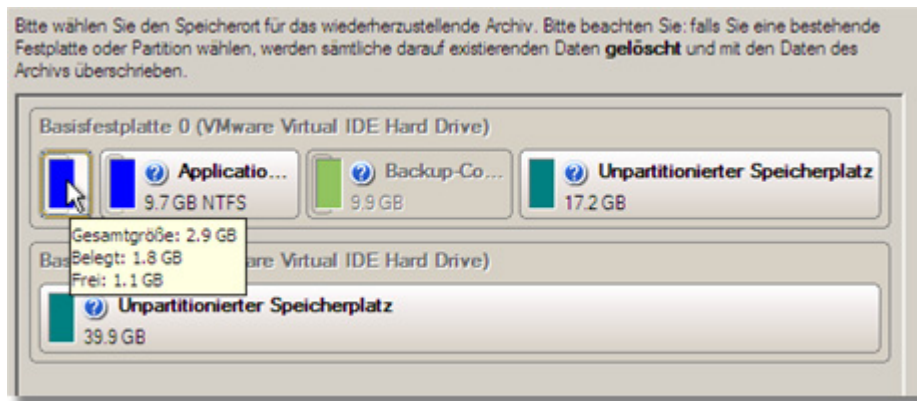 Bitte wählen Sie den Speicherort für das wiederherzustellende Archiv. Bitte beachten Sie: falls Sie eine bestehende
Festplatte oder Partition wählen, werden sämtliche darauf existierenden Daten gelöscht und mit den Daten des
Archivs überschrieben.
Basisfestplatte 0 (VMware Virtual IDE Hard Drive)
Applicatio...
9.7 GB NTFS
Backup-Co...
9.9 GB
Unpartitionierter Speicherplatz
17.2 GB
Gesamtgröße: 2.9 GB
Belegt: 1.8 GB
Frei: 1.1 GB
Bas are Virtual IDE Hard Drive)
Unpartitionierter Speicherplatz
39.9 GB